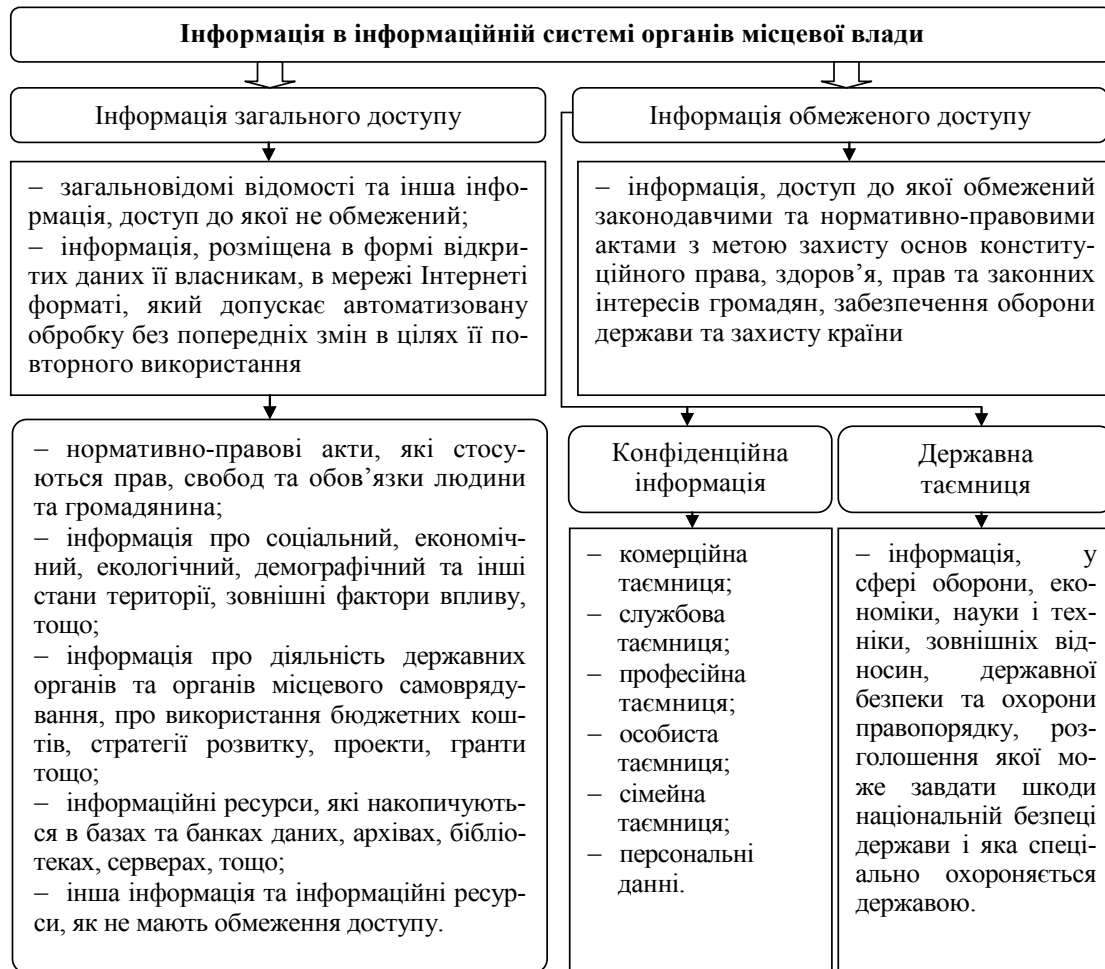 Інформація в інформаційній системі органів місцевої влади
Інформація загального доступу
Інформація обмеженого доступу
– загальновідомі відомості та інша інфор-
мація, доступ до якої не обмежений;
– інформація, розміщена в формі відкри-
тих даних її власникам, в мережі Інтернеті
форматі, який допускає автоматизовану
обробку без попередніх змін в цілях її по-
вторного використання
– інформація, доступ до якої обмежений
законодавчими та нормативно-правовими
актами з метою захисту основ конститу-
ційного права, здоров’я, прав та законних
інтересів громадян, забезпечення оборони
держави та захисту країни
– нормативно-правові акти, які стосу-
ються прав, свобод та обов’язки людини
та громадянина;
– інформація про соціальний, економіч-
ний, екологічний, демографічний та інші
стани території, зовнішні фактори впливу,
тощо;
– інформація про діяльність державних
органів та органів місцевого самовряду-
вання, про використання бюджетних кош-
тів, стратегії розвитку, проекти, гранти
тощо;
– інформаційні ресурси, які накопичують-
ся в базах та банках даних, архівах, бібліо-
теках, серверах, тощо;
– інша інформація та інформаційні ресур-
си, як не мають обмеження доступу.
Конфіденційна
інформація
– комерційна
таємниця;
– службова
таємниця;
– професійна
таємниця;
– особиста
таємниця;
– сімейна
таємниця;
– персональні
данні.
Державна
таємниця
– інформація, у
сфері оборони, еко-
номіки, науки і тех-
ніки, зовнішніх від-
носин, державної
безпеки та охорони
правопорядку, роз-
голошення якої мо-
же завдати шкоди
національній безпеці
держави і яка спеці-
ально охороняється
державою.